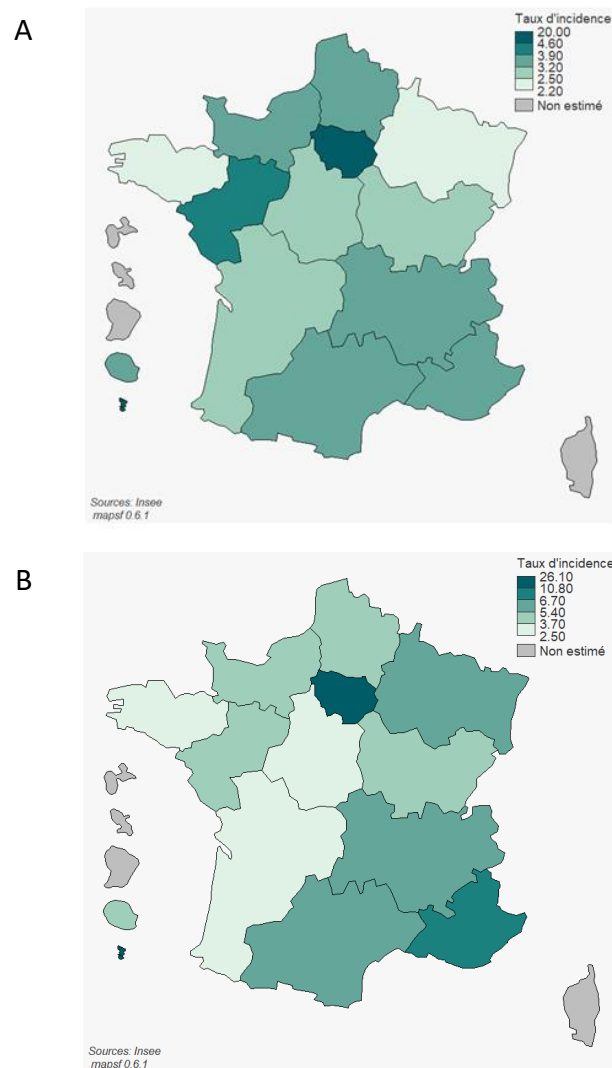 A
Taux d'incidence
20.00
4.60
3.90
3.20
2.50
2.20
Non estimé
Sources: Insee
mapsf 0.6.1
B
Taux d'incidence
26.10
10.80
6.70
5.40
3.70
2.50
Non estimé
Sources: Insee
mapsf 0.6.1